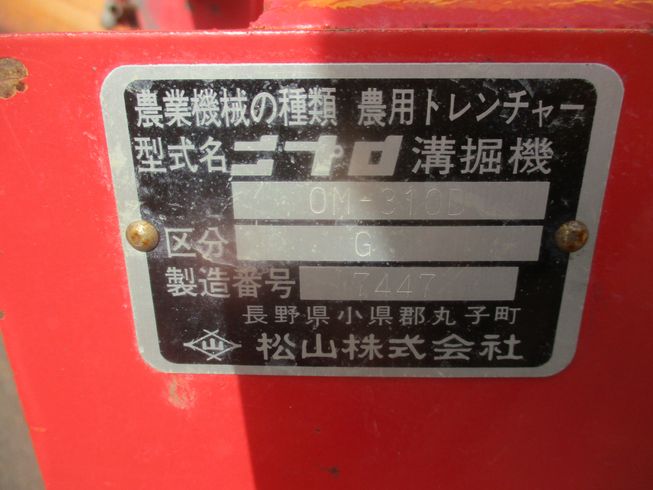 農業機械の種類 農用トレンチャー
型式名 ニプロ 溝掘機
OM-310D
区分 G
製造番号 7447
長野県小県郡丸子町
山 松山株式会社